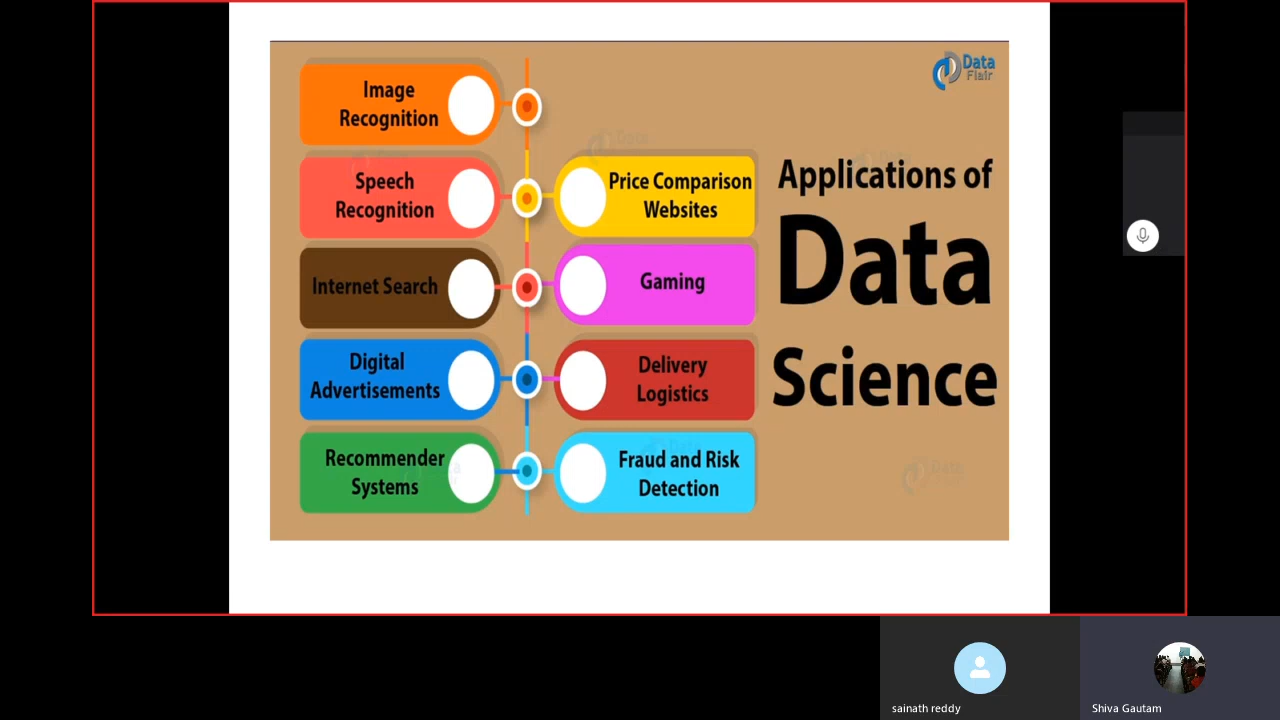 Image
Recognition
Speech
Recognition
Internet Search
Digital
Advertisements
Recommender
Systems
Price Comparison
Websites
Gaming
Delivery
Logistics
Fraud and Risk
Detection
Data
Flair
Applications of
Data
Science
sainath reddy
Shiva Gautam